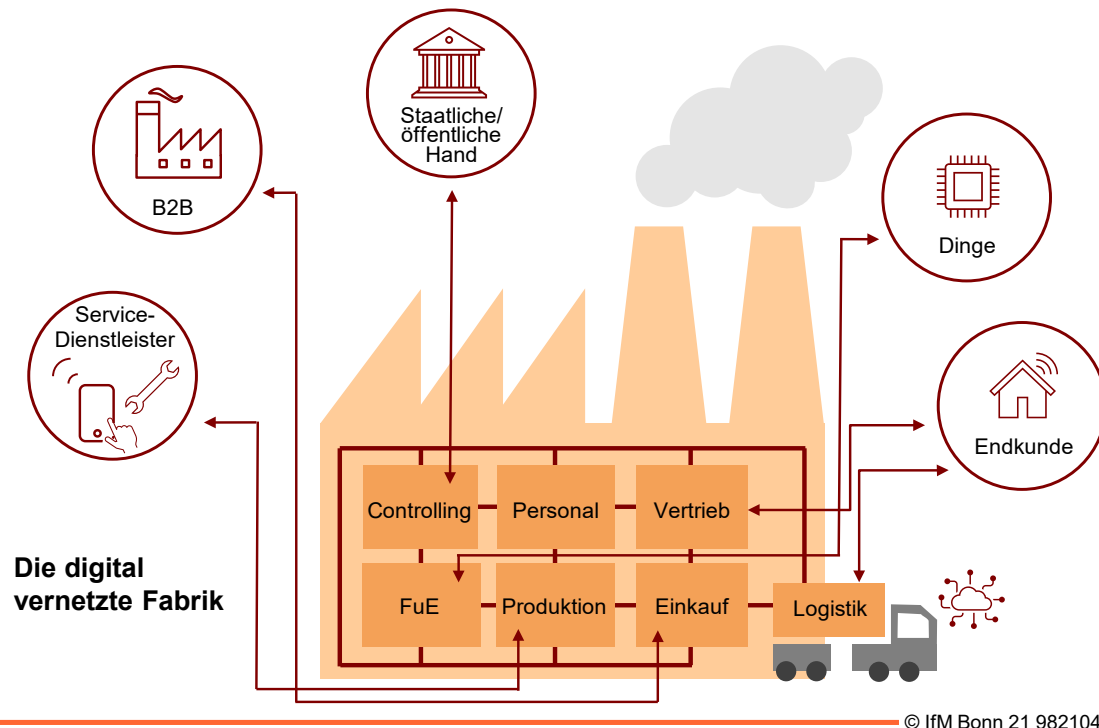 Staatliche/
öffentliche
Hand
B2B
Dinge
Service-
Dienstleister
Endkunde
Controlling
Personal
Vertrieb
Die digital
vernetzte Fabrik
FuE
Produktion
Einkauf
Logistik
© IfM Bonn 21 982104